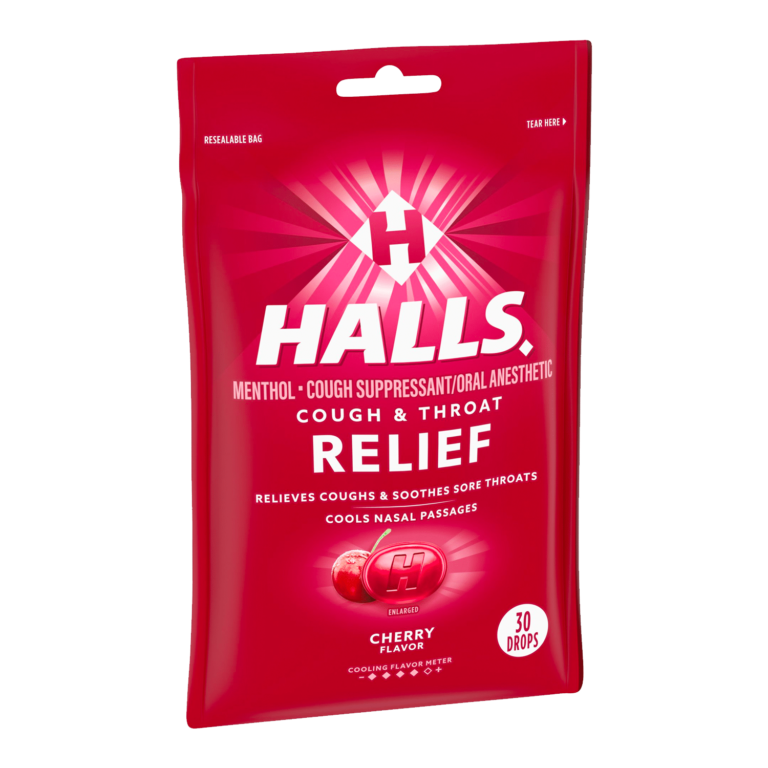 RESEALABLE BAG
TEAR HERE
H
HALLS.
MENTHOL • COUGH SUPPRESSANT/ORAL ANESTHETIC
COUGH & THROAT
RELIEF
RELIEVES COUGHS & SOOTHES SORE THROATS
COOLS NASAL PASSAGES
H
ENLARGED
CHERRY
FLAVOR
30
DROPS
COOLING FLAVOR METER
– +